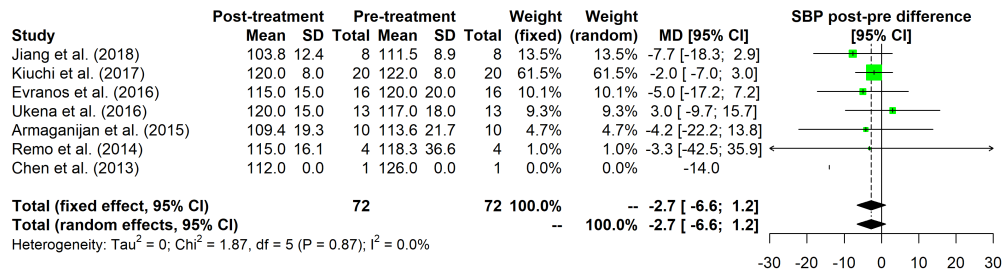 Post-treatment Pre-treatment Weight Weight SBP post-pre difference
Study Mean SD Total Mean SD Total (fixed) (random) MD [95% CI] [95% CI]
Jiang et al. (2018) 103.8 12.4 8 111.5 8.9 8 13.5% 13.5% -7.7 [-18.3; 2.9]
Kiuchi et al. (2017) 120.0 8.0 20 122.0 8.0 20 61.5% 61.5% -2.0 [ -7.0; 3.0]
Evranos et al. (2016) 115.0 15.0 16 120.0 20.0 16 10.1% 10.1% -5.0 [-17.2; 7.2]
Ukena et al. (2016) 120.0 15.0 13 117.0 18.0 13 9.3% 9.3% 3.0 [ -9.7; 15.7]
Armaganijan et al. (2015) 109.4 19.3 10 113.6 21.7 10 4.7% 4.7% -4.2 [-22.2; 13.8]
Remo et al. (2014) 115.0 16.1 4 118.3 36.6 4 1.0% 1.0% -3.3 [-42.5; 35.9]
Chen et al. (2013) 112.0 0.0 1 126.0 0.0 1 0.0% 0.0% -14.0
Total (fixed effect, 95% CI) 72 72 100.0% -- -2.7 [ -6.6; 1.2]
Total (random effects, 95% CI) -- 100.0% -2.7 [ -6.6; 1.2]
Heterogeneity: Tau² = 0; Chi² = 1.87, df = 5 (P = 0.87); I² = 0.0%
-30 -20 -10 0 10 20 30